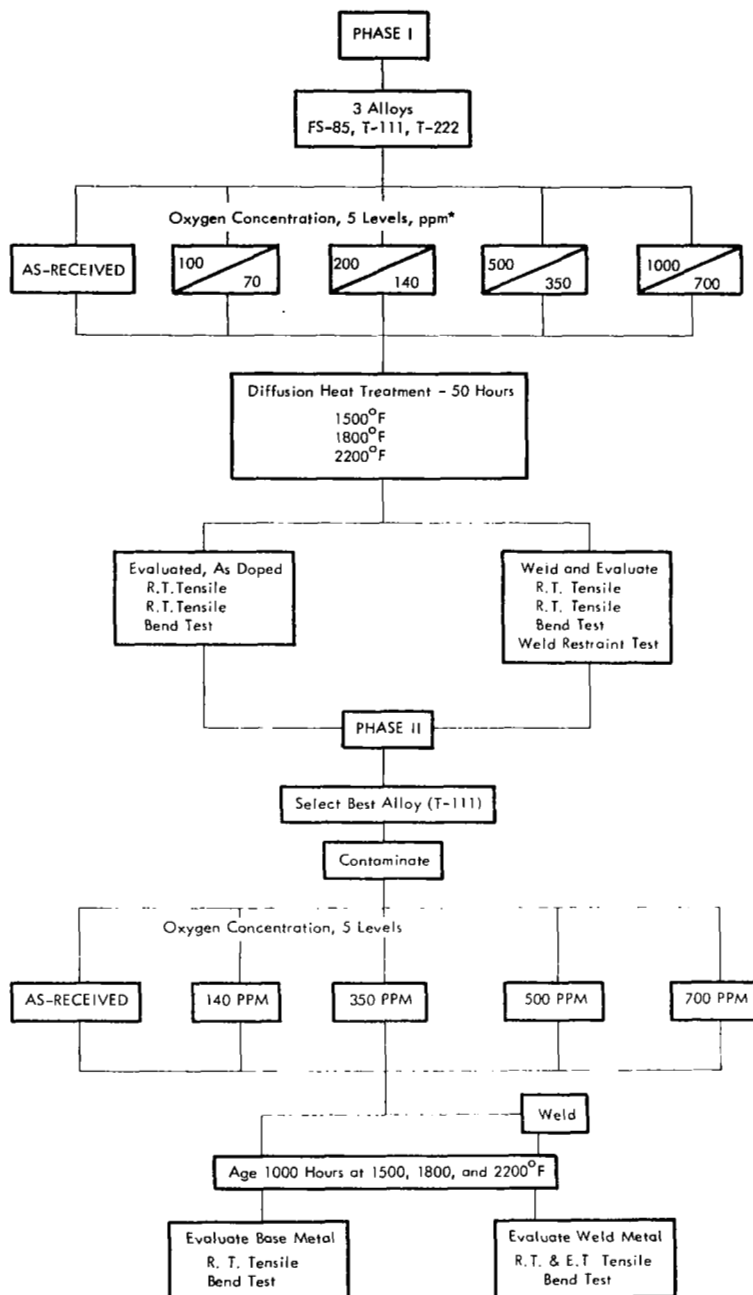 PHASE I
3 Alloys
FS-85, T-111, T-222
Oxygen Concentration, 5 Levels, ppm*
AS-RECEIVED
100
70
200
140
500
350
1000
700
Diffusion Heat Treatment - 50 Hours
1500°F
1800°F
2200°F
Evaluated, As Doped
R.T. Tensile
R.T. Tensile
Bend Test
Weld and Evaluate
R.T. Tensile
R.T. Tensile
Bend Test
Weld Restraint Test
PHASE II
Select Best Alloy (T-111)
Contaminate
Oxygen Concentration, 5 Levels
AS-RECEIVED
140 PPM
350 PPM
500 PPM
700 PPM
Weld
Age 1000 Hours at 1500, 1800, and 2200°F
Evaluate Base Metal
R. T. Tensile
Bend Test
Evaluate Weld Metal
R.T. & E.T Tensile
Bend Test